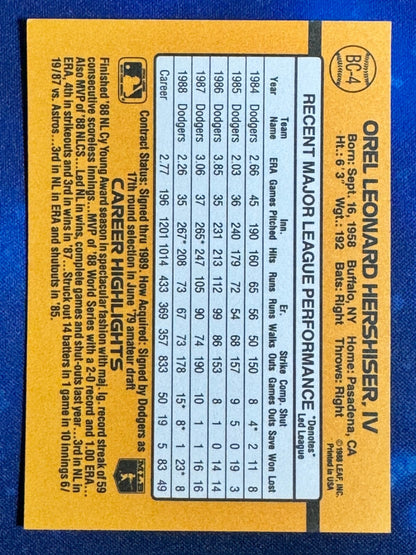 BC-4
OREL LEONARD HERSHISER, IV
Born: Sept. 16, 1958 Buffalo, NY Home: Pasadena, CA
Ht.: 6' 3" Wgt.: 192 Bats: Right Throws: Right
© 1988 LEAF, INC.
Printed in USA
RECENT MAJOR LEAGUE PERFORMANCE
*Denotes
Led League
Team Inn. Er. Strike Comp. Shut
Year Name ERA Games Pitched Hits Runs Runs Walks Outs Games Outs Save Won Lost
1984 Dodgers 2.66 45 190 160 65 56 50 150 8 4* 2 11 8
1985 Dodgers 2.03 36 240 179 72 54 68 157 9 5 0 19 3
1986 Dodgers 3.85 35 231 213 112 99 86 153 8 1 0 14 14
1987 Dodgers 3.06 37 265* 247 105 90 74 190 10 1 1 16 16
1988 Dodgers 2.26 35 267* 208 73 67 73 178 15* 8* 1 23* 8
Career 2.77 196 1201 1014 433 369 357 833 50 19 5 83 49
Contract Status: Signed thru 1989. How Acquired: Signed by Dodgers as
17th round selection in June '79 amateur draft
CAREER HIGHLIGHTS
MLB
Finished '88 NL Cy Young Award season in spectacular fashion with maj. lg. record streak of 59
consecutive scoreless innings...MVP of '88 World Series with a 2-0 record and 1.00 ERA...
Also MVP of '88 NLCS...Led NL in wins, complete games and shut-outs last year...3rd in NL in
ERA, 4th in strikeouts and 3rd in wins in '87...Struck out 14 batters in 1 game in 10 innings 6/
19/87 vs. Astros...3rd in NL in ERA and shutouts in '85.